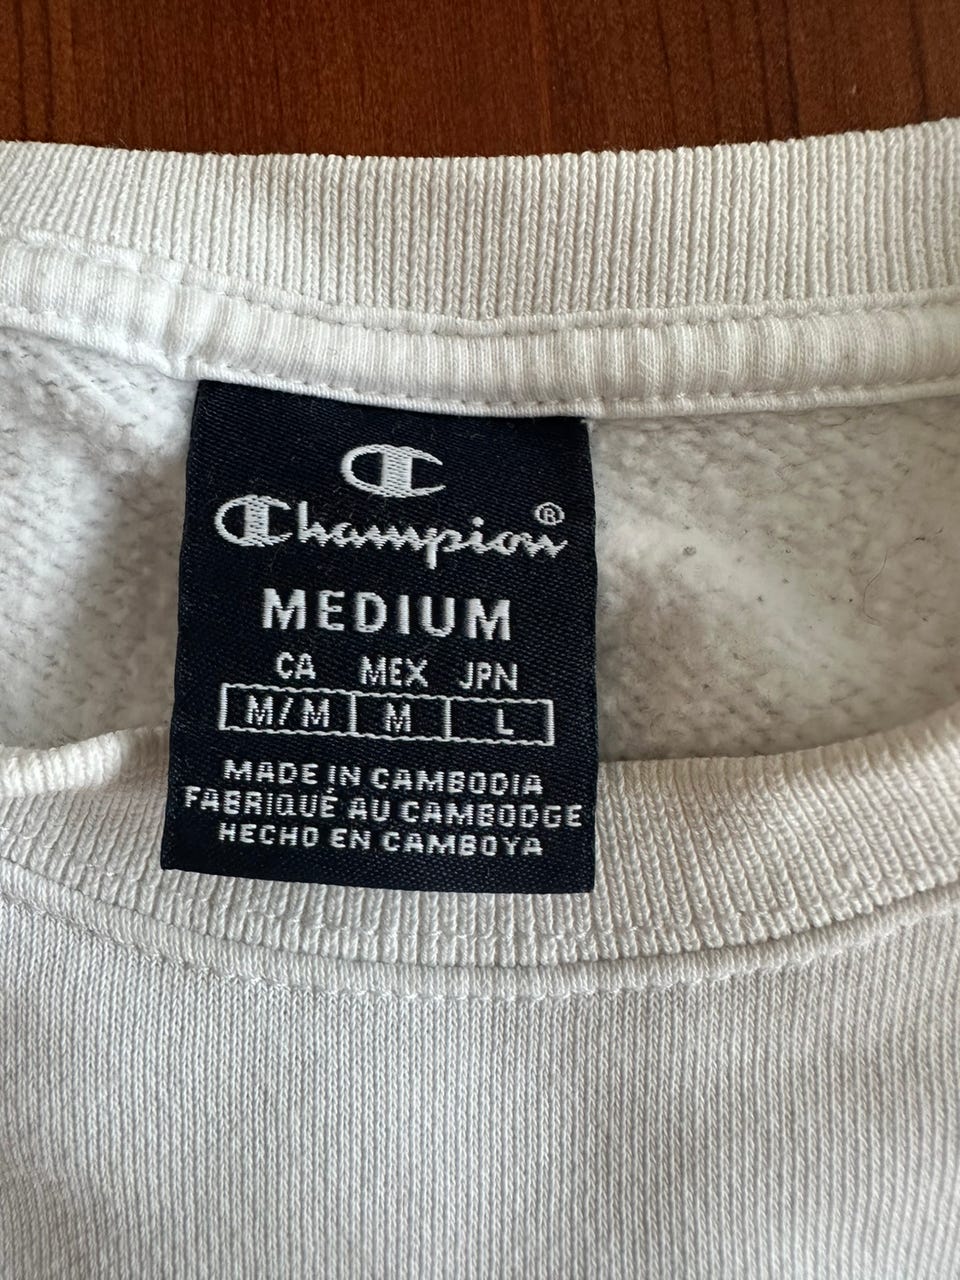 Champion®
MEDIUM
CA MEX JPN
M/M M L
MADE IN CAMBODIA
FABRIQUÉ AU CAMBODGE
HECHO EN CAMBOYA